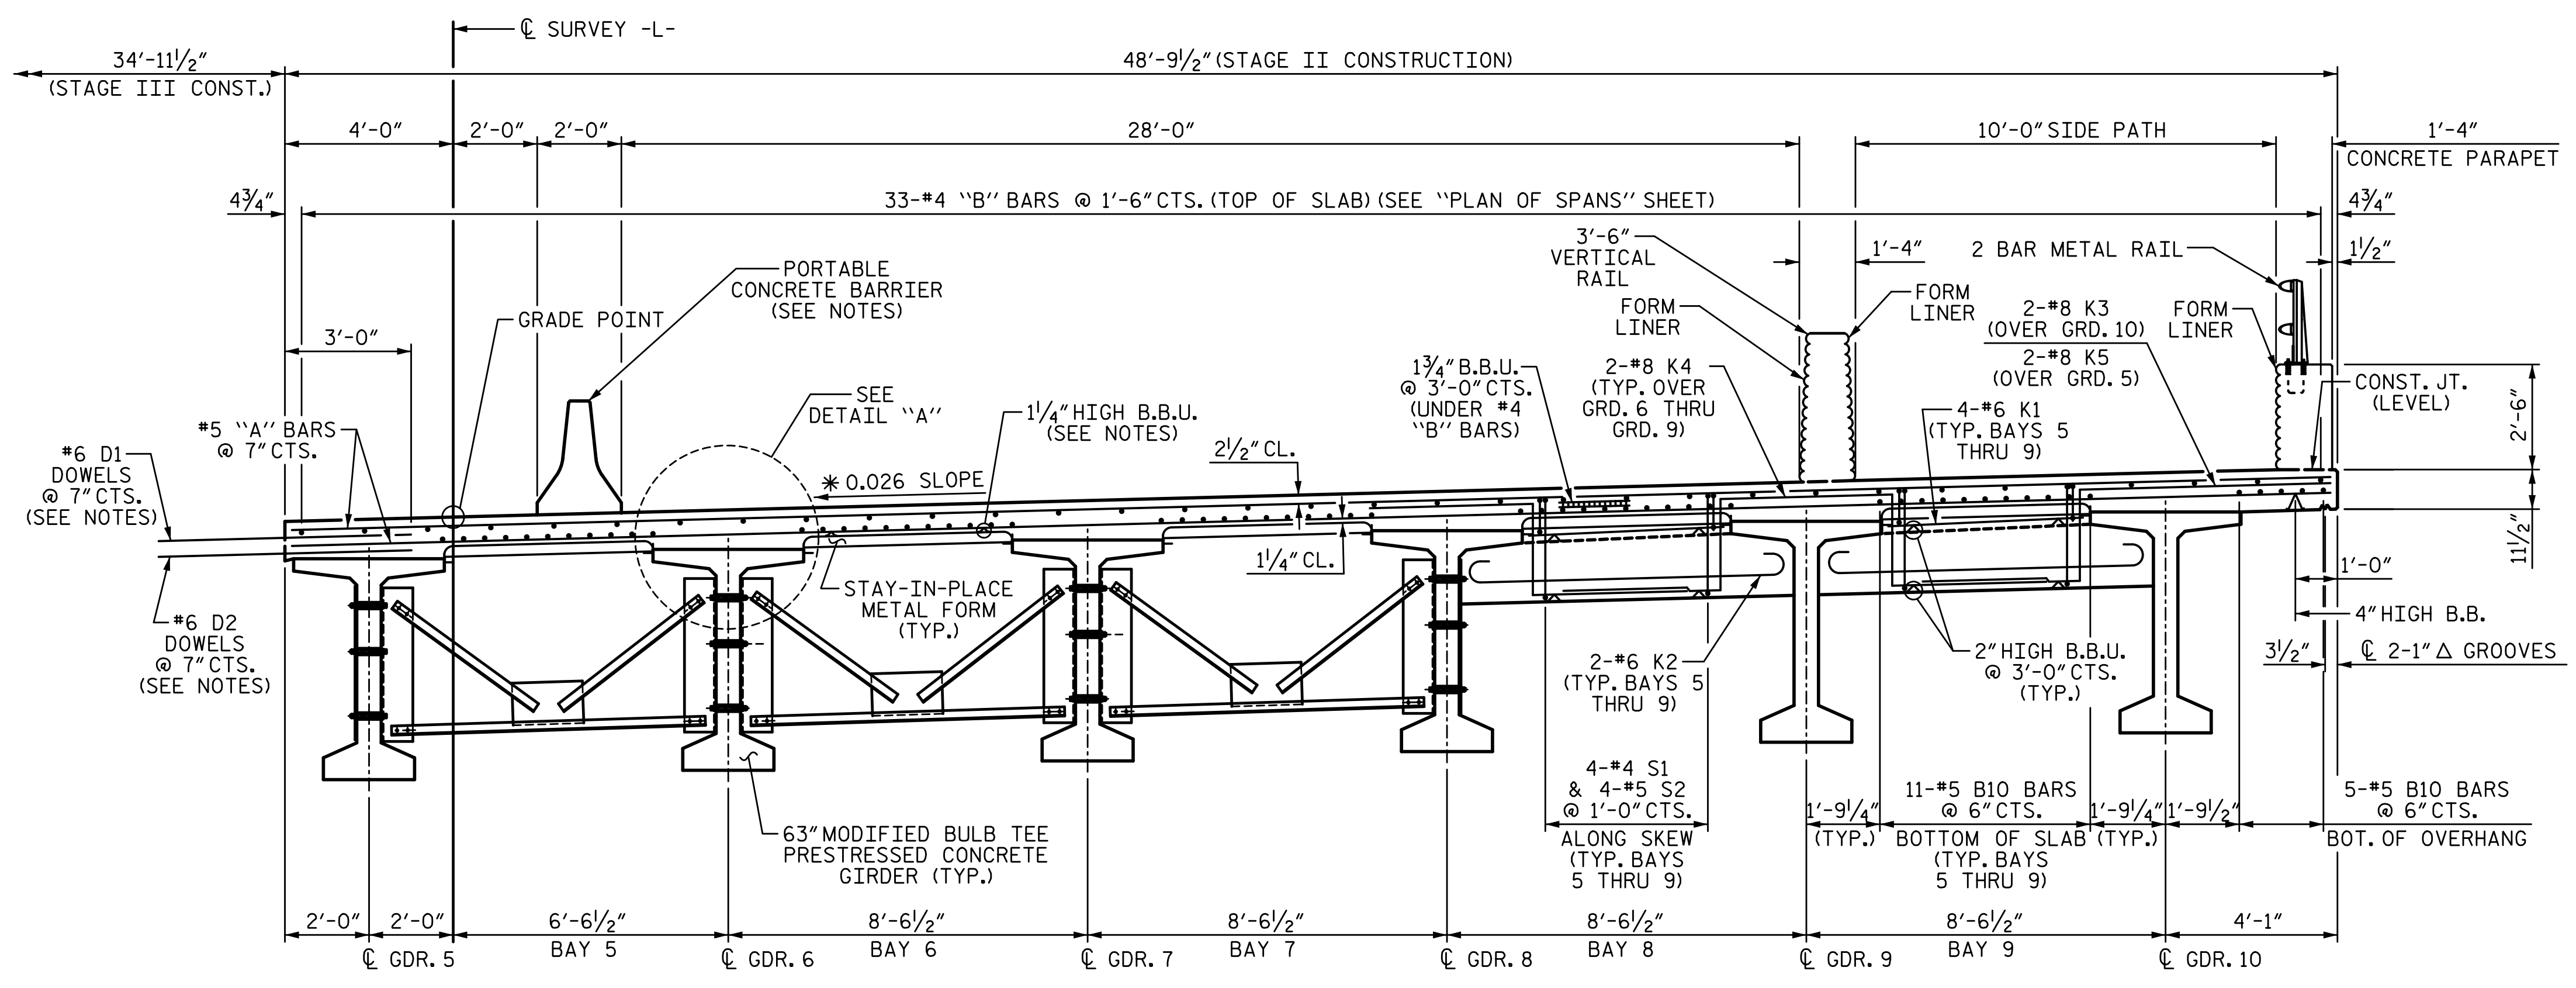 ℄ SURVEY -L-
34'-11½"
(STAGE III CONST.)
48'-9½" (STAGE II CONSTRUCTION)
4'-0"
2'-0"
2'-0"
28'-0"
10'-0" SIDE PATH
1'-4"
CONCRETE PARAPET
4¾"
33-#4 "B" BARS @ 1'-6" CTS. (TOP OF SLAB) (SEE "PLAN OF SPANS" SHEET)
4¾"
3'-6"
VERTICAL
RAIL
1'-4"
2 BAR METAL RAIL
1½"
PORTABLE
CONCRETE BARRIER
(SEE NOTES)
GRADE POINT
3'-0"
FORM
LINER
FORM
LINER
2-#8 K3
(OVER GRD. 10)
2-#8 K5
(OVER GRD. 5)
FORM
LINER
1¾" B.B.U.
@ 3'-0" CTS.
(UNDER #4
"B" BARS)
2-#8 K4
(TYP. OVER
GRD. 6 THRU
GRD. 9)
CONST. JT.
(LEVEL)
SEE
DETAIL "A"
1¼" HIGH B.B.U.
(SEE NOTES)
4-#6 K1
(TYP. BAYS 5
THRU 9)
2'-6"
#5 "A" BARS
@ 7" CTS.
#6 D1
DOWELS
@ 7" CTS.
(SEE NOTES)
2½" CL.
✳ 0.026 SLOPE
11½"
1¼" CL.
1'-0"
STAY-IN-PLACE
METAL FORM
(TYP.)
4" HIGH B.B.
#6 D2
DOWELS
@ 7" CTS.
(SEE NOTES)
2-#6 K2
(TYP. BAYS 5
THRU 9)
2" HIGH B.B.U.
@ 3'-0" CTS.
(TYP.)
3½"
℄ 2-1" △ GROOVES
4-#4 S1
& 4-#5 S2
@ 1'-0" CTS.
ALONG SKEW
(TYP. BAYS
5 THRU 9)
1'-9¼"
(TYP.)
11-#5 B10 BARS
@ 6" CTS.
BOTTOM OF SLAB
(TYP. BAYS
5 THRU 9)
1'-9¼"
(TYP.)
1'-9½"
5-#5 B10 BARS
@ 6" CTS.
BOT. OF OVERHANG
63" MODIFIED BULB TEE
PRESTRESSED CONCRETE
GIRDER (TYP.)
2'-0"
2'-0"
6'-6½"
8'-6½"
8'-6½"
8'-6½"
8'-6½"
4'-1"
BAY 5
BAY 6
BAY 7
BAY 8
BAY 9
℄ GDR. 5
℄ GDR. 6
℄ GDR. 7
℄ GDR. 8
℄ GDR. 9
℄ GDR. 10